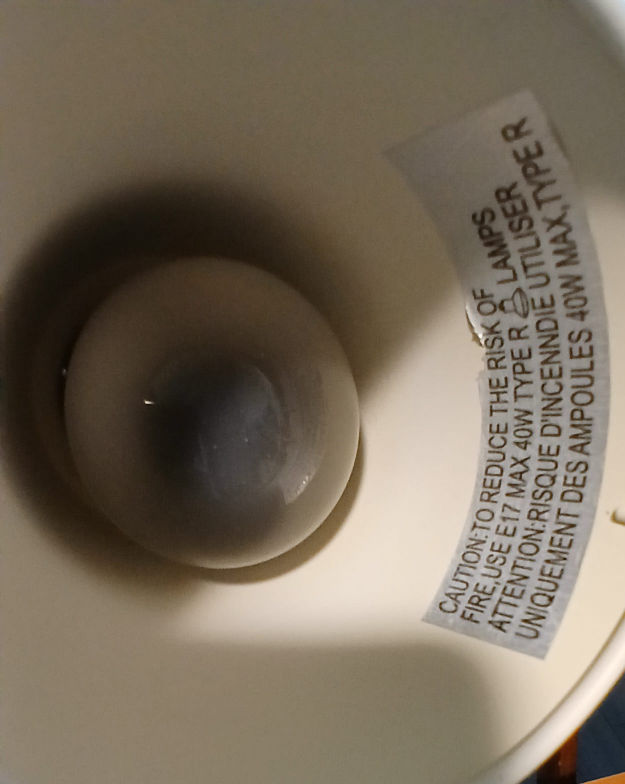 CAUTION:TO REDUCE THE RISK OF
FIRE,USE E17 MAX 40W TYPE R LAMPS
ATTENTION:RISQUE D'INCENNDIE UTILISER
UNIQUEMENT DES AMPOULES 40W MAX,TYPE R